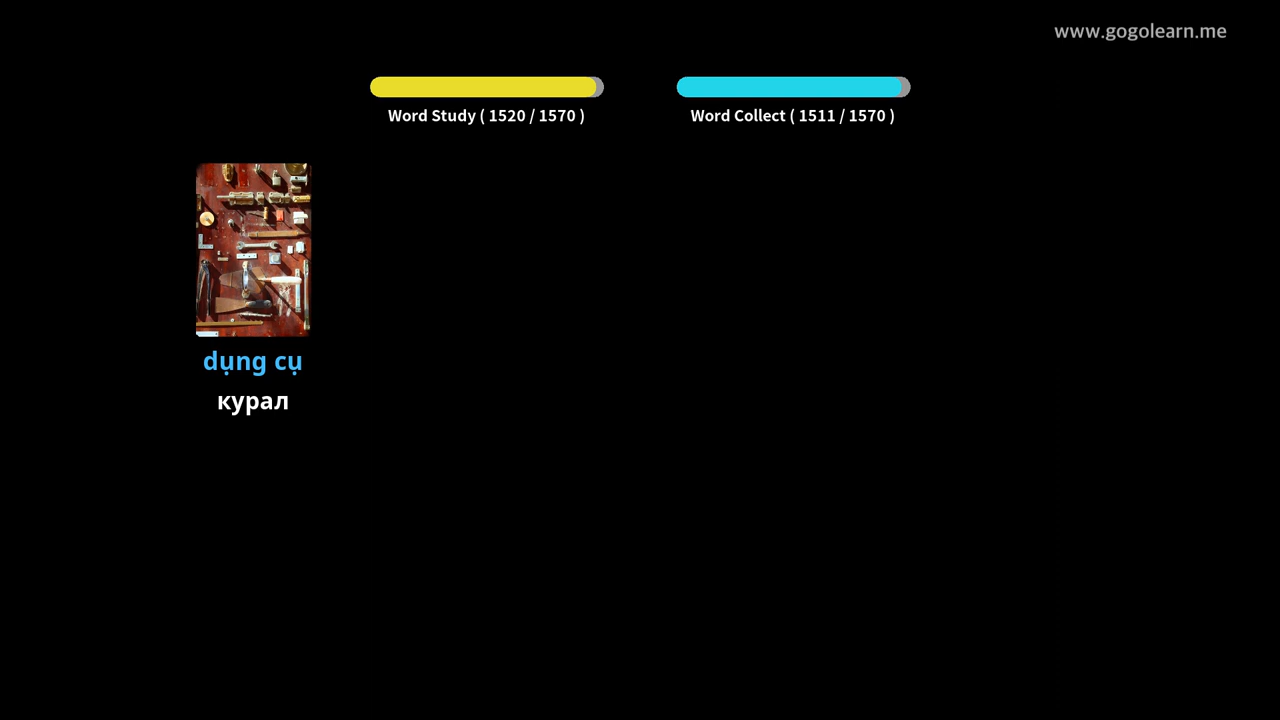 www.gogolearn.me
Word Study ( 1520 / 1570 )
Word Collect ( 1511 / 1570 )
dụng cụ
курал